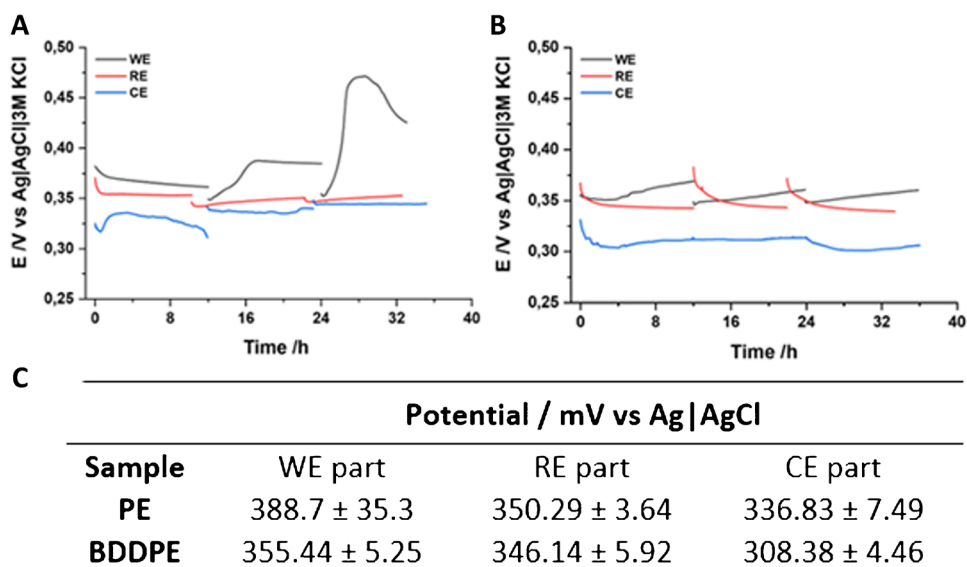 A
E /V vs Ag|AgCl|3M KCl
0,50
0,45
0,40
0,35
0,30
0,25
WE
RE
CE
0 8 16 24 32 40
Time /h
B
E /V vs Ag|AgCl|3M KCl
0,50
0,45
0,40
0,35
0,30
0,25
WE
RE
CE
0 8 16 24 32 40
Time /h
C
Potential / mV vs Ag|AgCl
Sample WE part RE part CE part
PE 388.7 ± 35.3 350.29 ± 3.64 336.83 ± 7.49
BDDPE 355.44 ± 5.25 346.14 ± 5.92 308.38 ± 4.46